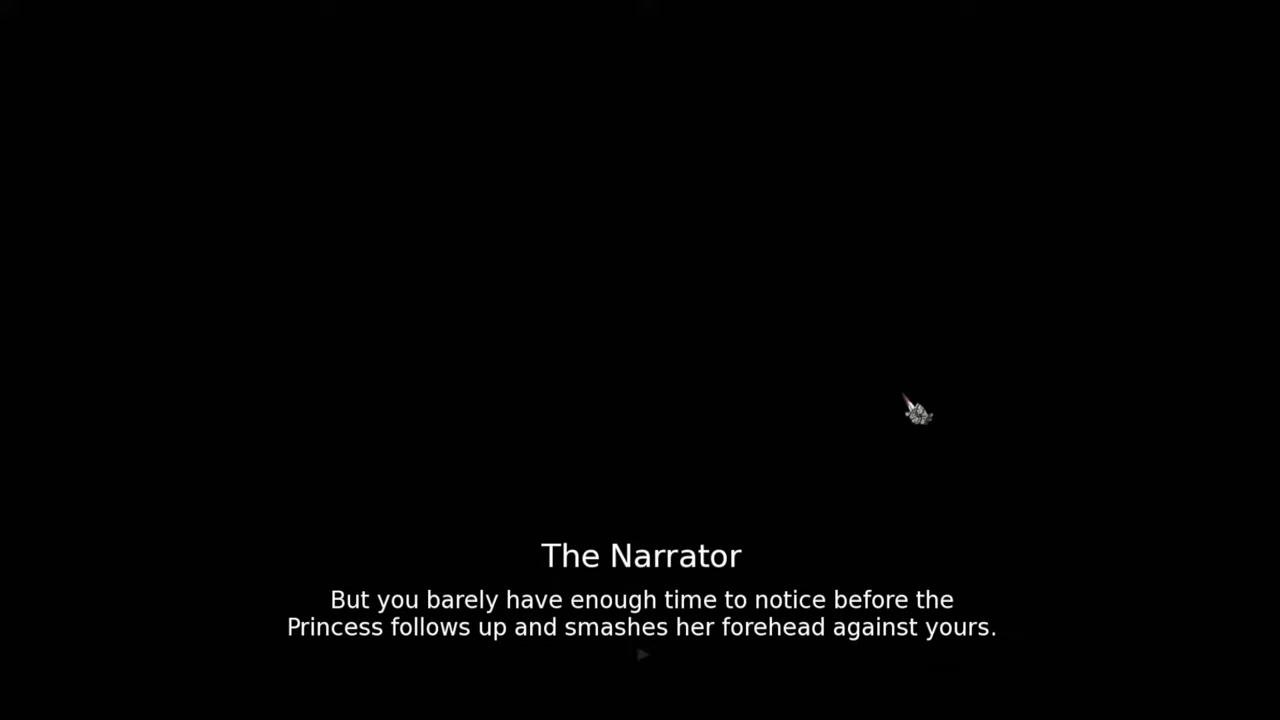 The Narrator
But you barely have enough time to notice before the
Princess follows up and smashes her forehead against yours.